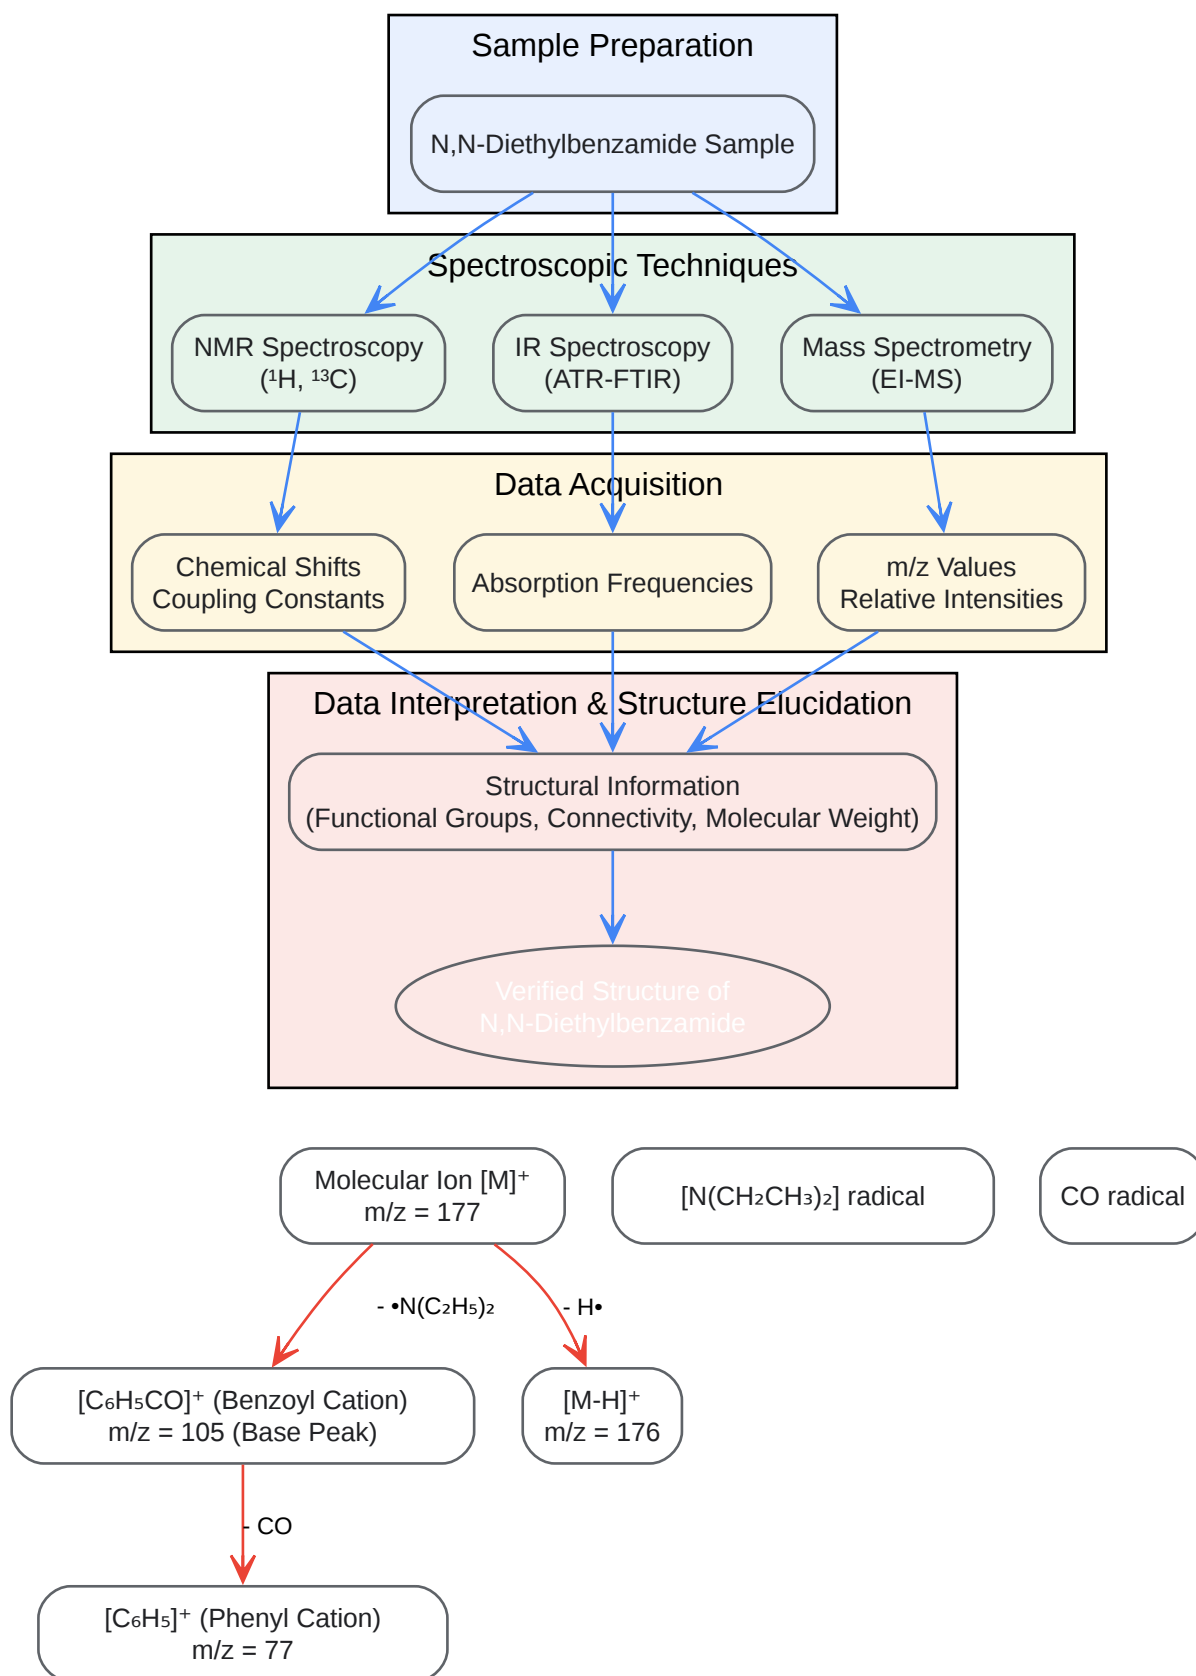 Sample Preparation
N,N-Diethylbenzamide Sample
Spectroscopic Techniques
NMR Spectroscopy
(¹H, ¹³C)
IR Spectroscopy
(ATR-FTIR)
Mass Spectrometry
(EI-MS)
Data Acquisition
Chemical Shifts
Coupling Constants
Absorption Frequencies
m/z Values
Relative Intensities
Data Interpretation & Structure Elucidation
Structural Information
(Functional Groups, Connectivity, Molecular Weight)
Verified Structure of
N,N-Diethylbenzamide
Molecular Ion [M]⁺
m/z = 177
[N(CH₂CH₃)₂] radical
CO radical
- •N(C₂H₅)₂
- H•
[C₆H₅CO]⁺ (Benzoyl Cation)
m/z = 105 (Base Peak)
[M-H]⁺
m/z = 176
- CO
[C₆H₅]⁺ (Phenyl Cation)
m/z = 77